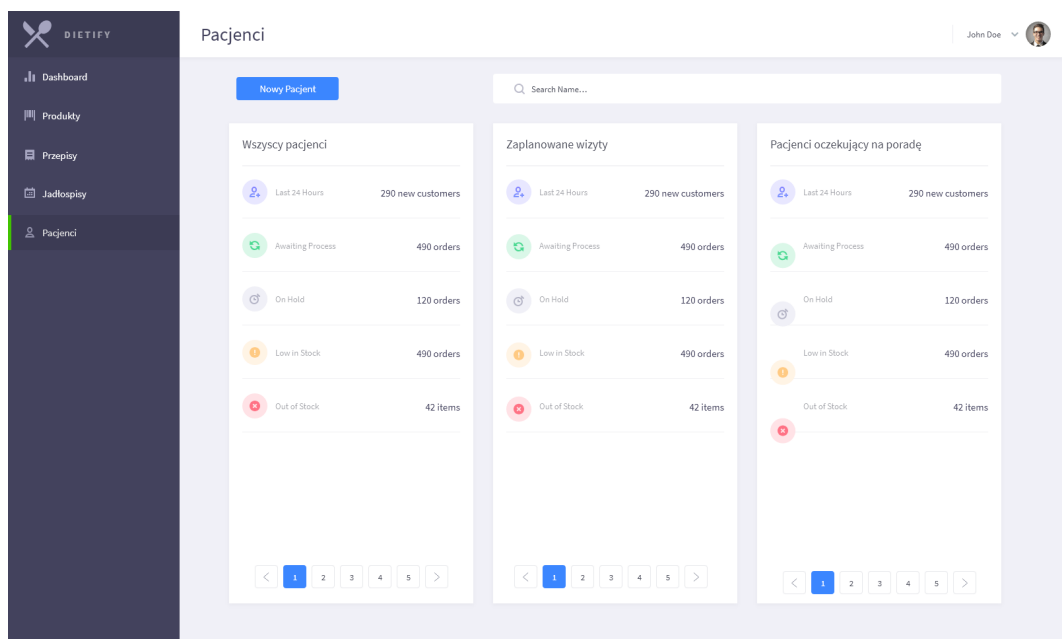 DIETIFY
Pacjenci
John Doe
Dashboard
Produkty
Przepisy
Jadłospisy
Pacjenci
Nowy Pacjent
Search Name...
Wszyscy pacjenci
Last 24 Hours 290 new customers
Awaiting Process 490 orders
On Hold 120 orders
Low in Stock 490 orders
Out of Stock 42 items
< 1 2 3 4 5 >
Zaplanowane wizyty
Last 24 Hours 290 new customers
Awaiting Process 490 orders
On Hold 120 orders
Low in Stock 490 orders
Out of Stock 42 items
< 1 2 3 4 5 >
Pacjenci oczekujący na poradę
Last 24 Hours 290 new customers
Awaiting Process 490 orders
On Hold 120 orders
Low in Stock 490 orders
Out of Stock 42 items
< 1 2 3 4 5 >